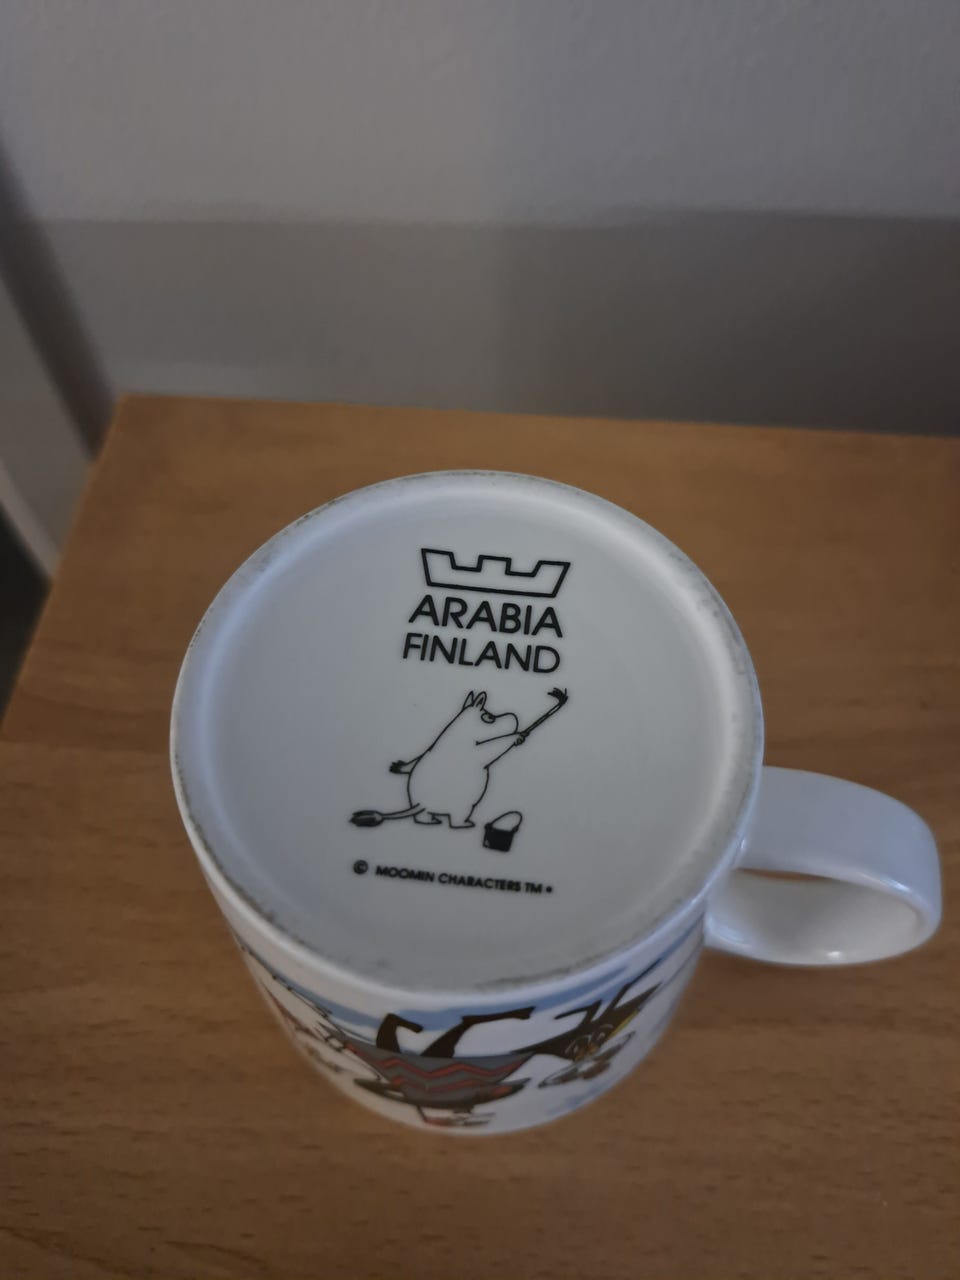 ARABIA
FINLAND
© MOOMIN CHARACTERS TM •